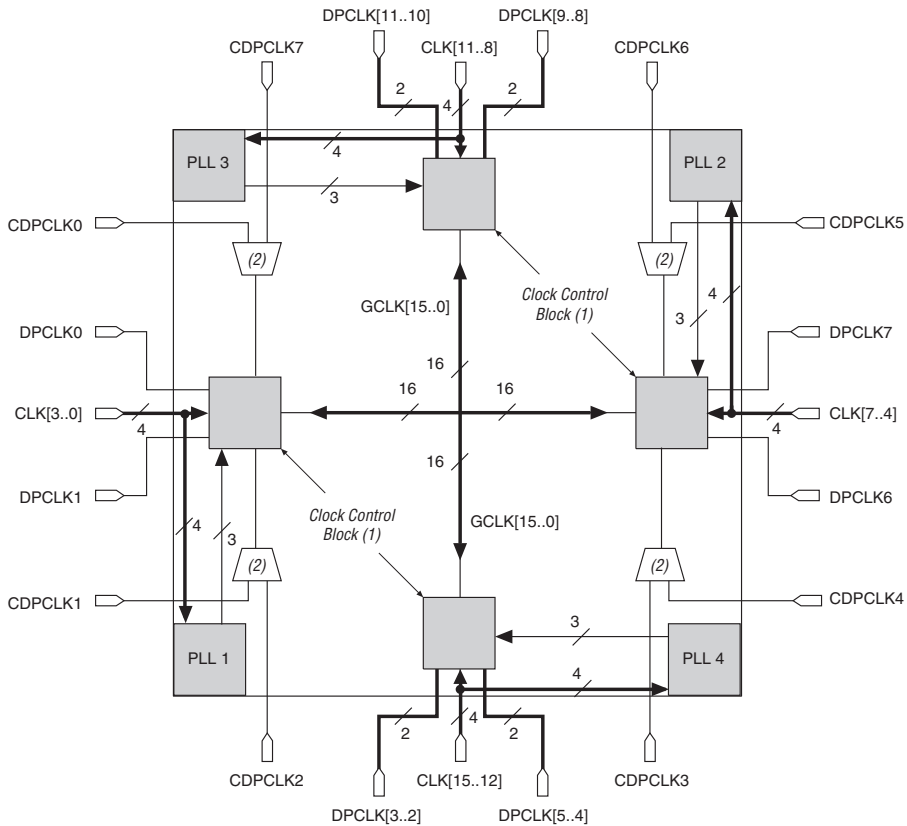 DPCLK[11..10]
DPCLK[9..8]
CDPCLK7
CLK[11..8]
CDPCLK6
2
4
2
PLL 3
4
3
PLL 2
CDPCLK0
(2)
(2)
CDPCLK5
GCLK[15..0]
Clock Control
Block (1)
4
3
DPCLK0
DPCLK7
16
16
16
CLK[3..0]
4
CLK[7..4]
4
16
DPCLK1
DPCLK6
4
3
Clock Control
Block (1)
GCLK[15..0]
(2)
(2)
CDPCLK1
CDPCLK4
3
PLL 1
PLL 4
4
2
4
2
CDPCLK2
CLK[15..12]
CDPCLK3
DPCLK[3..2]
DPCLK[5..4]